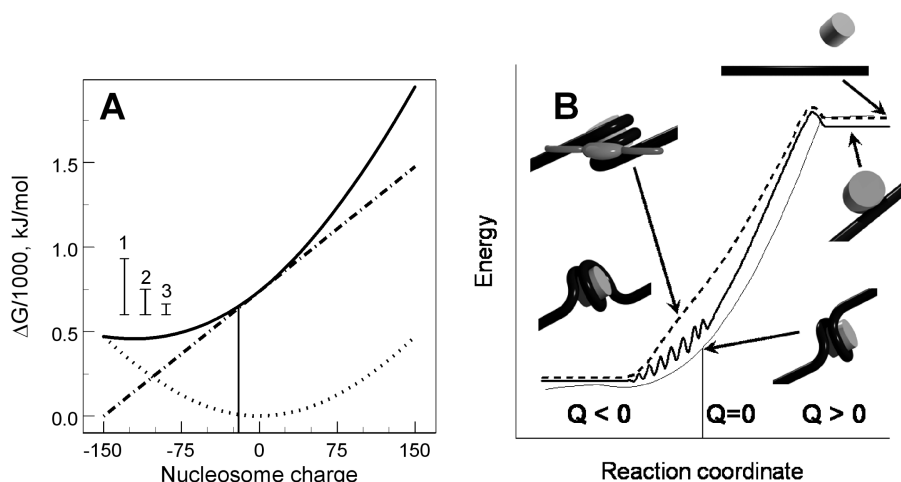 A
ΔG/1000, kJ/mol
1.5
1.0
0.5
0.0
1
2
3
-150 -75 0 75 150
Nucleosome charge
B
Energy
Q < 0 Q=0 Q > 0
Reaction coordinate